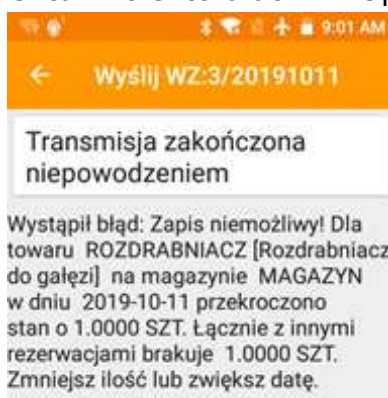 9:01 AM
Wyślij WZ:3/20191011
Transmisja zakończona
niepowodzeniem
Wystąpił błąd: Zapis niemożliwy! Dla
towaru ROZDRABNIACZ [Rozdrabniacz
do gałęzi] na magazynie MAGAZYN
w dniu 2019-10-11 przekroczono
stan o 1.0000 SZT. Łącznie z innymi
rezerwacjami brakuje 1.0000 SZT.
Zmniejsz ilość lub zwiększ datę.